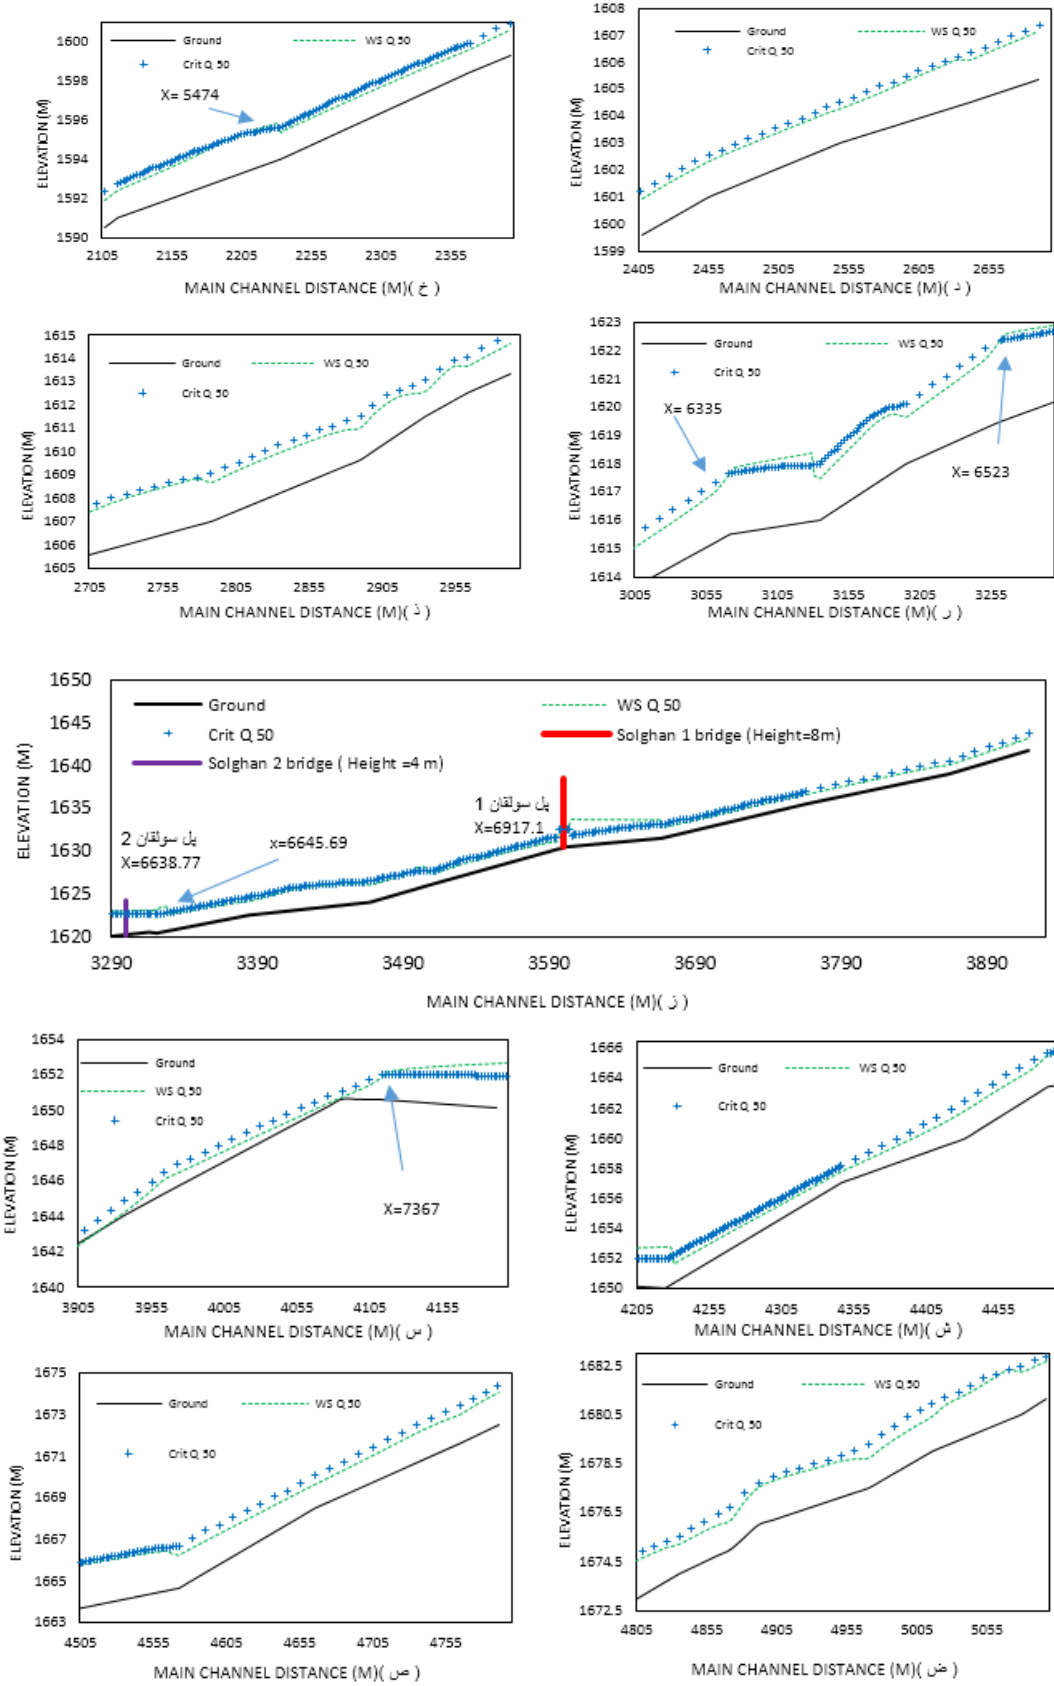 1600
1598
1596
1594
1592
1590
ELEVATION (M)
Ground
WS Q 50
Crit Q 50
X= 5474
2105 2155 2205 2255 2305 2355
MAIN CHANNEL DISTANCE (M)( خ )
1608
1607
1606
1605
1604
1603
1602
1601
1600
1599
ELEVATION (M)
Ground
WS Q 50
Crit Q 50
2405 2455 2505 2555 2605 2655
MAIN CHANNEL DISTANCE (M)( د )
1615
1614
1613
1612
1611
1610
1609
1608
1607
1606
1605
ELEVATION (M)
Ground
WS Q 50
Crit Q 50
2705 2755 2805 2855 2905 2955
MAIN CHANNEL DISTANCE (M)( ذ )
1623
1622
1621
1620
1619
1618
1617
1616
1615
1614
ELEVATION (M)
Ground
WS Q 50
Crit Q 50
X= 6335
X= 6523
3005 3055 3105 3155 3205 3255
MAIN CHANNEL DISTANCE (M)( ر )
1650
1645
1640
1635
1630
1625
1620
ELEVATION (M)
Ground
WS Q 50
Crit Q 50
Solghan 1 bridge (Height=8m)
Solghan 2 bridge ( Height =4 m)
پل سولقان 1
X=6917.1
پل سولقان 2
X=6638.77
x=6645.69
3290 3390 3490 3590 3690 3790 3890
MAIN CHANNEL DISTANCE (M)( ز )
1654
1652
1650
1648
1646
1644
1642
1640
ELEVATION (M)
Ground
WS Q 50
Crit Q 50
X=7367
3905 3955 4005 4055 4105 4155
MAIN CHANNEL DISTANCE (M)( س )
1666
1664
1662
1660
1658
1656
1654
1652
1650
ELEVATION (M)
Ground
WS Q 50
Crit Q 50
4205 4255 4305 4355 4405 4455
MAIN CHANNEL DISTANCE (M)( ش )
1675
1673
1671
1669
1667
1665
1663
ELEVATION (M)
Ground
WS Q 50
Crit Q 50
4505 4555 4605 4655 4705 4755
MAIN CHANNEL DISTANCE (M)( ص )
1682.5
1680.5
1678.5
1676.5
1674.5
1672.5
ELEVATION (M)
Ground
WS Q 50
Crit Q 50
4805 4855 4905 4955 5005 5055
MAIN CHANNEL DISTANCE (M)( ض )